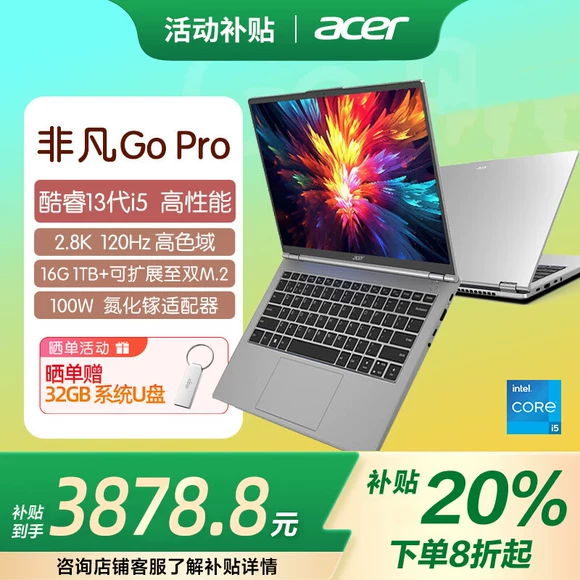 活动补贴 acer
非凡Go Pro
酷睿13代i5 高性能
2.8K 120Hz 高色域
16G 1TB+可扩展至双M.2
100W 氮化镓适配器
晒单活动
晒单赠
32GB 系统U盘
acer
acer
intel
CORE
i5
补贴到手 3878.8元
补贴 20%
下单8折起
咨询店铺客服了解补贴详情